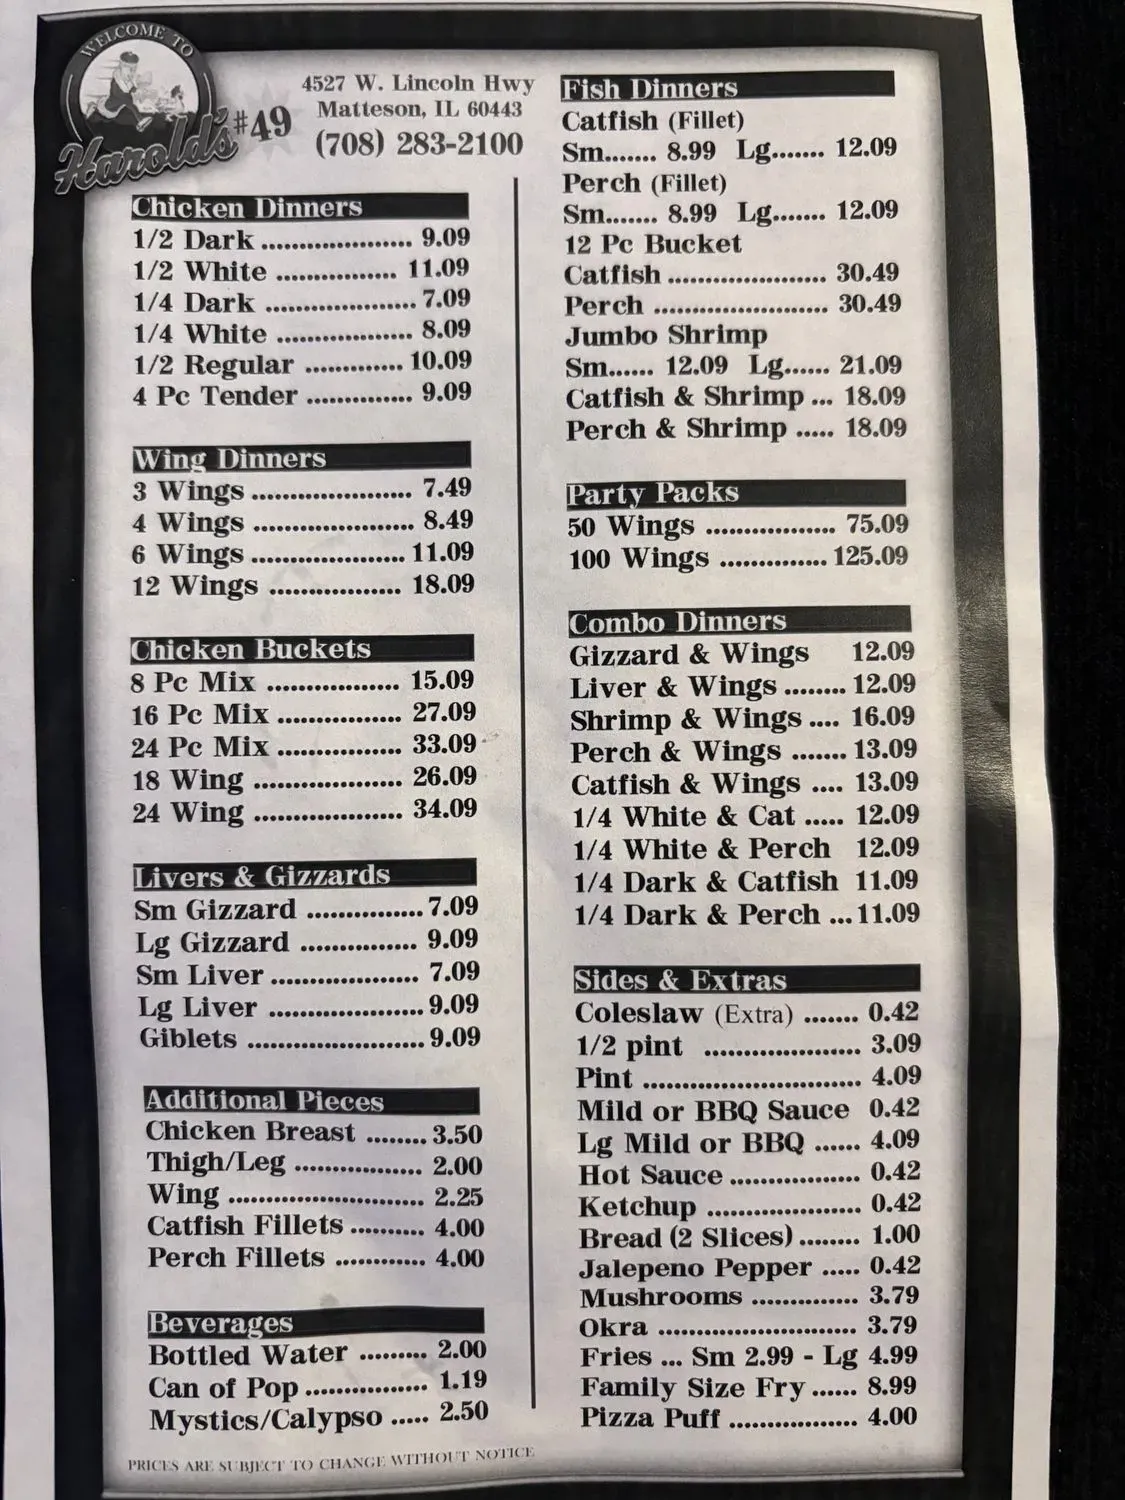 WELCOME TO
Harold's #49
4527 W. Lincoln Hwy
Matteson, IL 60443
(708) 283-2100
Chicken Dinners
1/2 Dark .................... 9.09
1/2 White ................ 11.09
1/4 Dark .................... 7.09
1/4 White ................... 8.09
1/2 Regular ............. 10.09
4 Pc Tender .............. 9.09
Wing Dinners
3 Wings ..................... 7.49
4 Wings ..................... 8.49
6 Wings .................... 11.09
12 Wings ................. 18.09
Chicken Buckets
8 Pc Mix .................. 15.09
16 Pc Mix ................ 27.09
24 Pc Mix ................ 33.09
18 Wing ................... 26.09
24 Wing ................... 34.09
Livers & Gizzards
Sm Gizzard ............... 7.09
Lg Gizzard ............... 9.09
Sm Liver ................... 7.09
Lg Liver .................... 9.09
Giblets ....................... 9.09
Additional Pieces
Chicken Breast ........ 3.50
Thigh/Leg ................. 2.00
Wing .......................... 2.25
Catfish Fillets .......... 4.00
Perch Fillets ............ 4.00
Beverages
Bottled Water ......... 2.00
Can of Pop ................ 1.19
Mystics/Calypso ..... 2.50
PRICES ARE SUBJECT TO CHANGE WITHOUT NOTICE
Fish Dinners
Catfish (Fillet)
Sm....... 8.99 Lg....... 12.09
Perch (Fillet)
Sm....... 8.99 Lg....... 12.09
12 Pc Bucket
Catfish ..................... 30.49
Perch ....................... 30.49
Jumbo Shrimp
Sm...... 12.09 Lg...... 21.09
Catfish & Shrimp ... 18.09
Perch & Shrimp ..... 18.09
Party Packs
50 Wings ................. 75.09
100 Wings .............. 125.09
Combo Dinners
Gizzard & Wings 12.09
Liver & Wings ........ 12.09
Shrimp & Wings .... 16.09
Perch & Wings ....... 13.09
Catfish & Wings .... 13.09
1/4 White & Cat ..... 12.09
1/4 White & Perch 12.09
1/4 Dark & Catfish 11.09
1/4 Dark & Perch ... 11.09
Sides & Extras
Coleslaw (Extra) ....... 0.42
1/2 pint ..................... 3.09
Pint ............................. 4.09
Mild or BBQ Sauce 0.42
Lg Mild or BBQ ...... 4.09
Hot Sauce ................. 0.42
Ketchup .................... 0.42
Bread (2 Slices) ........ 1.00
Jalepeno Pepper ..... 0.42
Mushrooms .............. 3.79
Okra .......................... 3.79
Fries ... Sm 2.99 - Lg 4.99
Family Size Fry ...... 8.99
Pizza Puff ................. 4.00